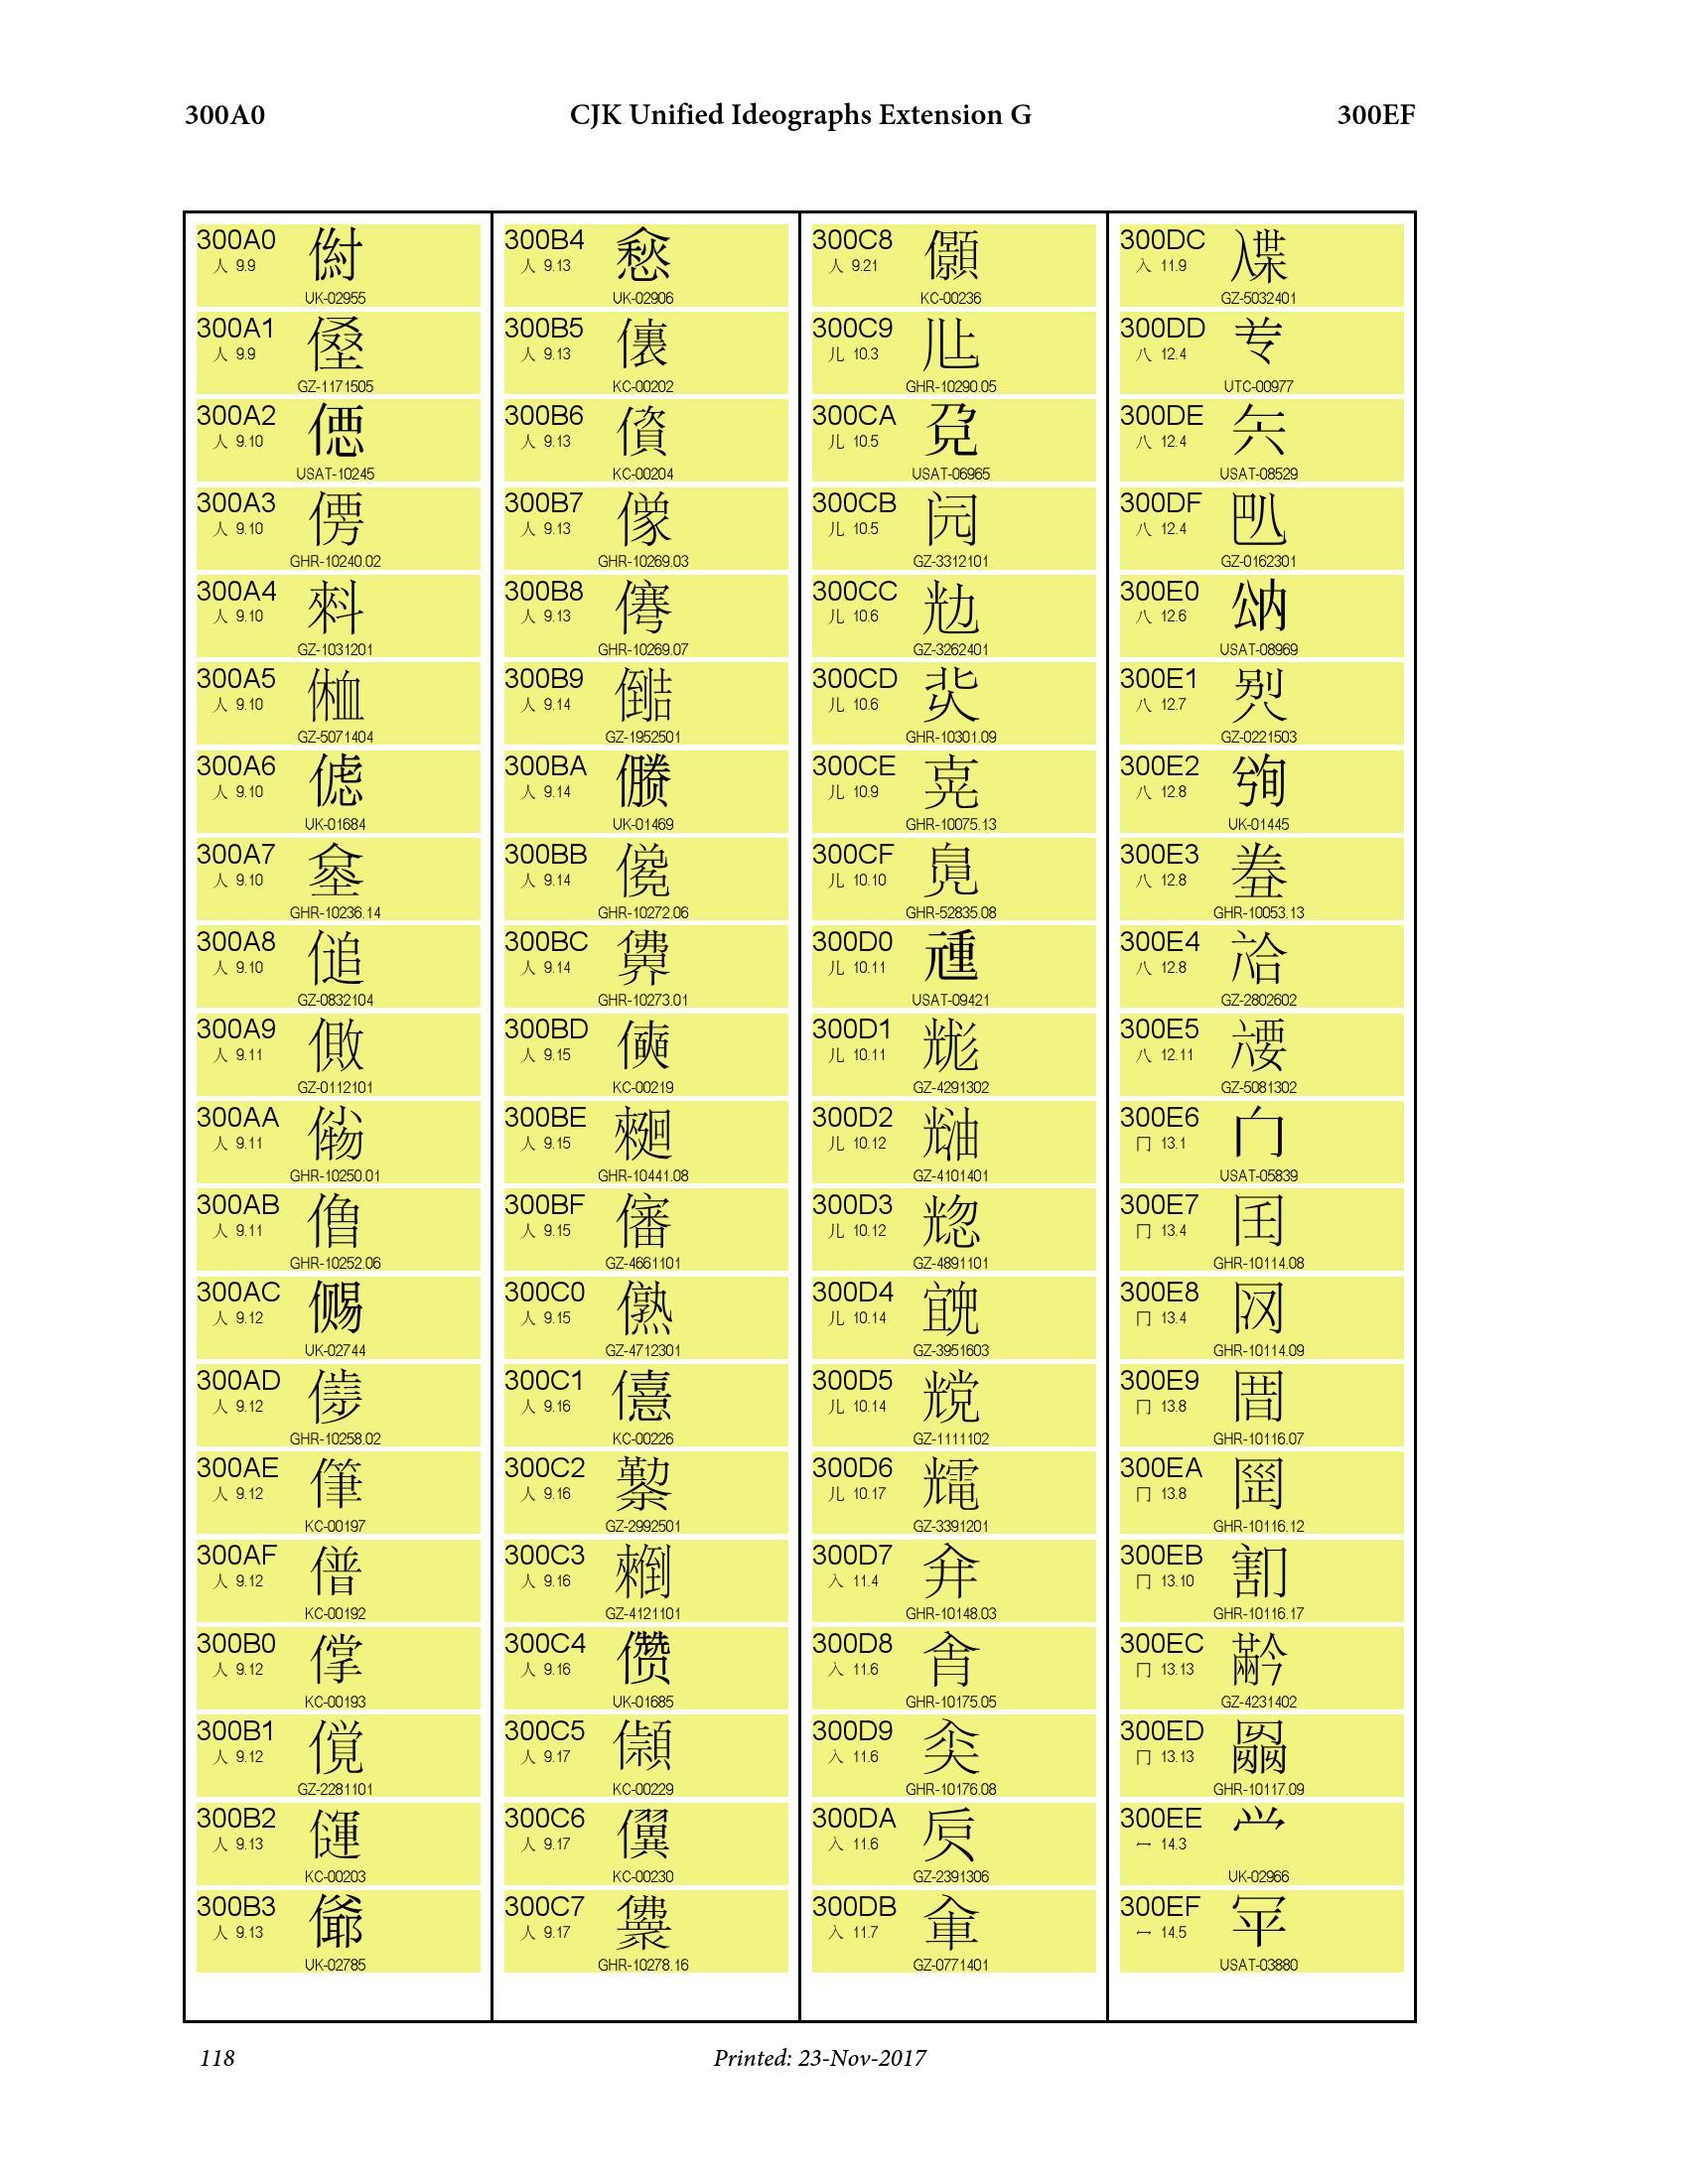 300A0 CJK Unified Ideographs Extension G 300EF
300A0
人 9.9
UK-02955
300A1
人 9.9
GZ-1171505
300A2
人 9.10
USAT-10245
300A3
人 9.10
GHR-10240.02
300A4
人 9.10
GZ-1031201
300A5
人 9.10
GZ-5071404
300A6
人 9.10
UK-01684
300A7
人 9.10
GHR-10236.14
300A8
人 9.10
GZ-0832104
300A9
人 9.11
GZ-0112101
300AA
人 9.11
GHR-10250.01
300AB
人 9.11
GHR-10252.06
300AC
人 9.12
UK-02744
300AD
人 9.12
GHR-10258.02
300AE
人 9.12
KC-00197
300AF
人 9.12
KC-00192
300B0
人 9.12
KC-00193
300B1
人 9.12
GZ-2281101
300B2
人 9.13
KC-00203
300B3
人 9.13
UK-02785
300B4
人 9.13
UK-02906
300B5
人 9.13
KC-00202
300B6
人 9.13
KC-00204
300B7
人 9.13
GHR-10269.03
300B8
人 9.13
GHR-10269.07
300B9
人 9.14
GZ-1952501
300BA
人 9.14
UK-01469
300BB
人 9.14
GHR-10272.06
300BC
人 9.14
GHR-10273.01
300BD
人 9.15
KC-00219
300BE
人 9.15
GHR-10441.08
300BF
人 9.15
GZ-4661101
300C0
人 9.15
GZ-4712301
300C1
人 9.16
KC-00226
300C2
人 9.16
GZ-2992501
300C3
人 9.16
GZ-4121101
300C4
人 9.16
UK-01685
300C5
人 9.17
KC-00229
300C6
人 9.17
KC-00230
300C7
人 9.17
GHR-10278.16
300C8
人 9.21
KC-00236
300C9
儿 10.3
GHR-10290.05
300CA
儿 10.5
USAT-06965
300CB
儿 10.5
GZ-3312101
300CC
儿 10.6
GZ-3262401
300CD
儿 10.6
GHR-10301.09
300CE
儿 10.9
GHR-10075.13
300CF
儿 10.10
GHR-52835.08
300D0
儿 10.11
USAT-09421
300D1
儿 10.11
GZ-4291302
300D2
儿 10.12
GZ-4101401
300D3
儿 10.12
GZ-4891101
300D4
儿 10.14
GZ-3951603
300D5
儿 10.14
GZ-1111102
300D6
儿 10.17
GZ-3391201
300D7
入 11.4
GHR-10148.03
300D8
入 11.6
GHR-10175.05
300D9
入 11.6
GHR-10176.08
300DA
入 11.6
GZ-2391306
300DB
入 11.7
GZ-0771401
300DC
入 11.9
GZ-5032401
300DD
八 12.4
UTC-00977
300DE
八 12.4
USAT-08529
300DF
八 12.4
GZ-0162301
300E0
八 12.6
USAT-08969
300E1
八 12.7
GZ-0221503
300E2
八 12.8
UK-01445
300E3
八 12.8
GHR-10053.13
300E4
八 12.8
GZ-2802602
300E5
八 12.11
GZ-5081302
300E6
冂 13.1
USAT-05839
300E7
冂 13.4
GHR-10114.08
300E8
冂 13.4
GHR-10114.09
300E9
冂 13.8
GHR-10116.07
300EA
冂 13.8
GHR-10116.12
300EB
冂 13.10
GHR-10116.17
300EC
冂 13.13
GZ-4231402
300ED
冂 13.13
GHR-10117.09
300EE
冖 14.3
UK-02966
300EF
冖 14.5
USAT-03880
118 Printed: 23-Nov-2017